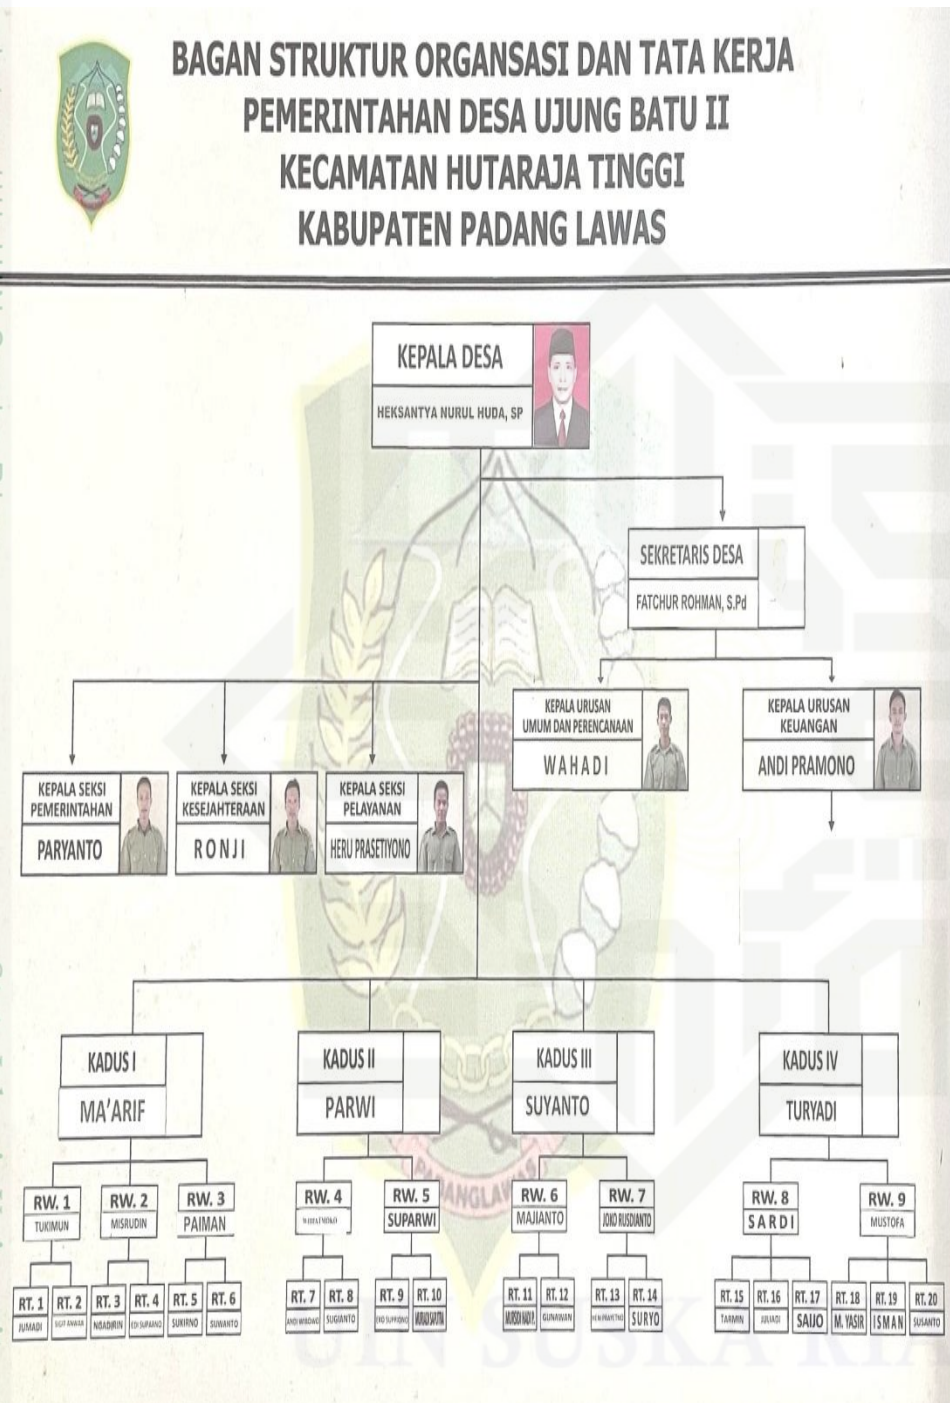 BAGAN STRUKTUR ORGANSASI DAN TATA KERJA
PEMERINTAHAN DESA UJUNG BATU II
KECAMATAN HUTARAJA TINGGI
KABUPATEN PADANG LAWAS
KEPALA DESA
HEKSANTYA NURUL HUDA, SP
SEKRETARIS DESA
FATCHUR ROHMAN, S.Pd
KEPALA URUSAN
UMUM DAN PERENCANAAN
WAHADI
KEPALA URUSAN
KEUANGAN
ANDI PRAMONO
KEPALA SEKSI
PEMERINTAHAN
PARYANTO
KEPALA SEKSI
KESEJAHTERAAN
RONJI
KEPALA SEKSI
PELAYANAN
HERU PRASETIYONO
KADUS I
MA'ARIF
KADUS II
PARWI
KADUS III
SUYANTO
KADUS IV
TURYADI
RW. 1
TUKIMUN
RW. 2
MISRUDIN
RW. 3
PAIMAN
RW. 4
RW. 5
SUPARWI
RW. 6
MAJIANTO
RW. 7
JOKO RUSDIANTO
RW. 8
SARDI
RW. 9
MUSTOFA
RT. 1
JUMADI
RT. 2
RT. 3
NGADIRIN
RT. 4
RT. 5
SUKIRNO
RT. 6
SUWANTO
RT. 7
RT. 8
SUGIANTO
RT. 9
RT. 10
RT. 11
RT. 12
GUNAWAN
RT. 13
RT. 14
SURYO
RT. 15
TARMIN
RT. 16
RT. 17
SAIJO
RT. 18
M. YASIR
RT. 19
ISMAN
RT. 20
SUSANTO
PADANG LAWAS
UIN SUSKA RIA